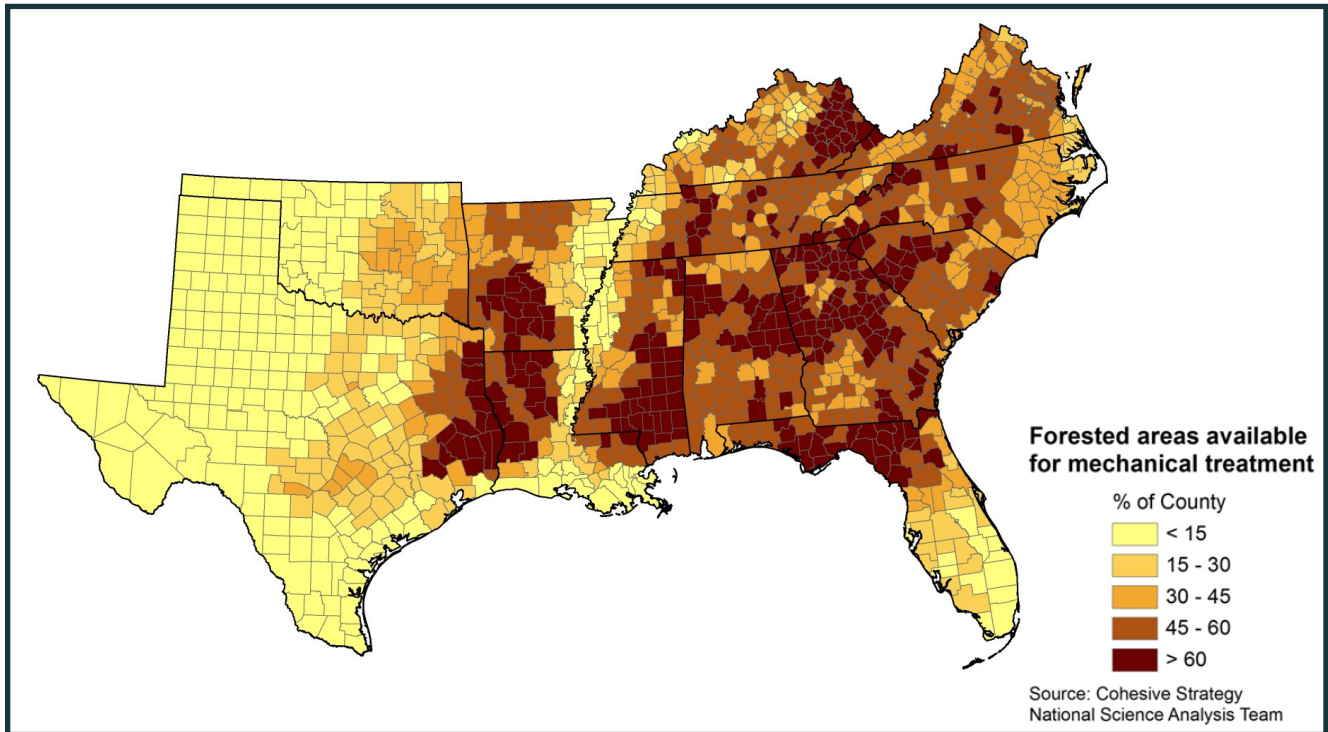 Forested areas available
for mechanical treatment
% of County
< 15
15 - 30
30 - 45
45 - 60
> 60
Source: Cohesive Strategy
National Science Analysis Team